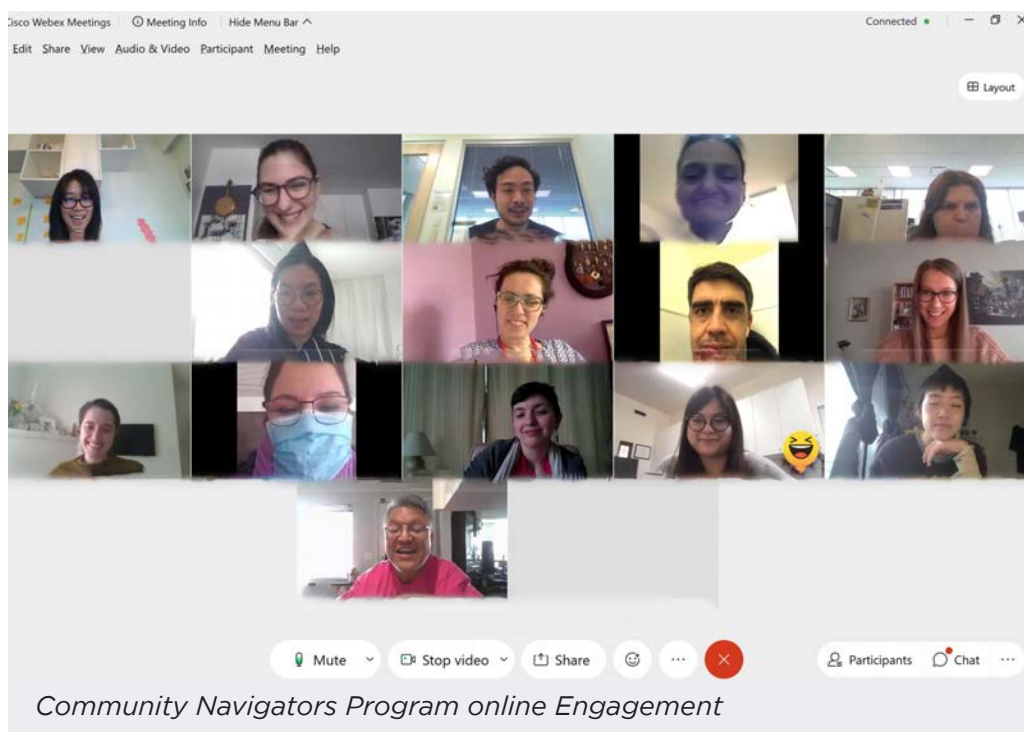 Cisco Webex Meetings Meeting Info Hide Menu Bar Connected
Edit Share View Audio & Video Participant Meeting Help
Layout
Mute Stop video Share ... Participants Chat ...
Community Navigators Program online Engagement